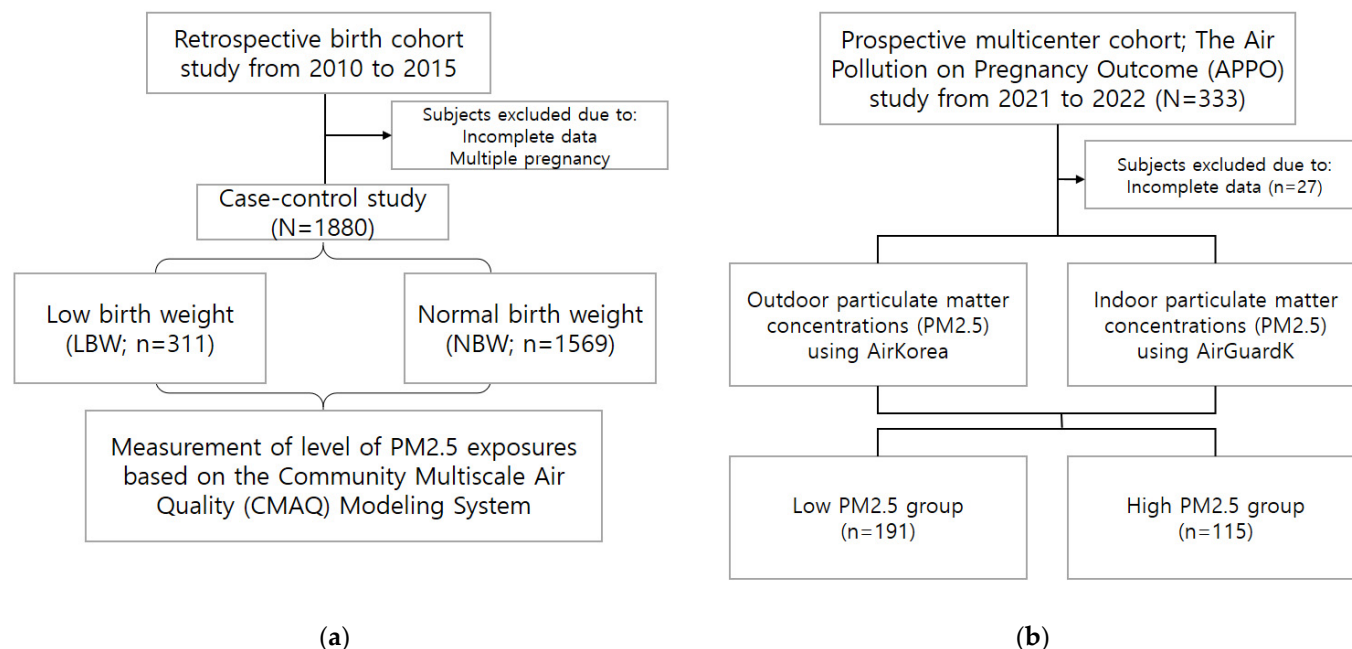 Retrospective birth cohort
study from 2010 to 2015
Subjects excluded due to:
Incomplete data
Multiple pregnancy
Case-control study
(N=1880)
Low birth weight
(LBW; n=311)
Normal birth weight
(NBW; n=1569)
Measurement of level of PM2.5 exposures
based on the Community Multiscale Air
Quality (CMAQ) Modeling System
(a)
Prospective multicenter cohort; The Air
Pollution on Pregnancy Outcome (APPO)
study from 2021 to 2022 (N=333)
Subjects excluded due to:
Incomplete data (n=27)
Outdoor particulate matter
concentrations (PM2.5)
using AirKorea
Indoor particulate matter
concentrations (PM2.5)
using AirGuardK
Low PM2.5 group
(n=191)
High PM2.5 group
(n=115)
(b)